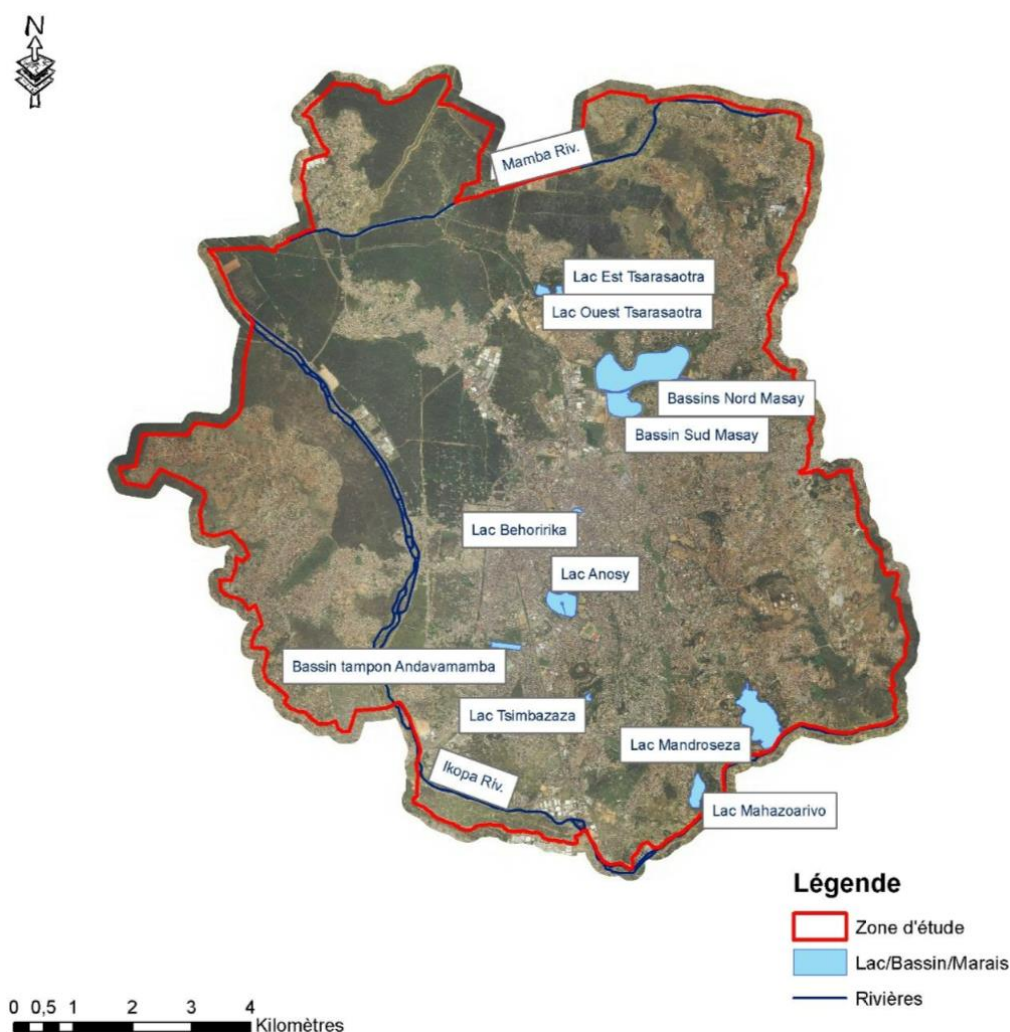 N
Mamba Riv.
Lac Est Tsarasaotra
Lac Ouest Tsarasaotra
Bassins Nord Masay
Bassin Sud Masay
Lac Behoririka
Lac Anosy
Bassin tampon Andavamamba
Lac Tsimbazaza
Lac Mandroseza
Ikopa Riv.
Lac Mahazoarivo
Légende
Zone d'étude
Lac/Bassin/Marais
Rivières
0 0,5 1 2 3 4
Kilomètres